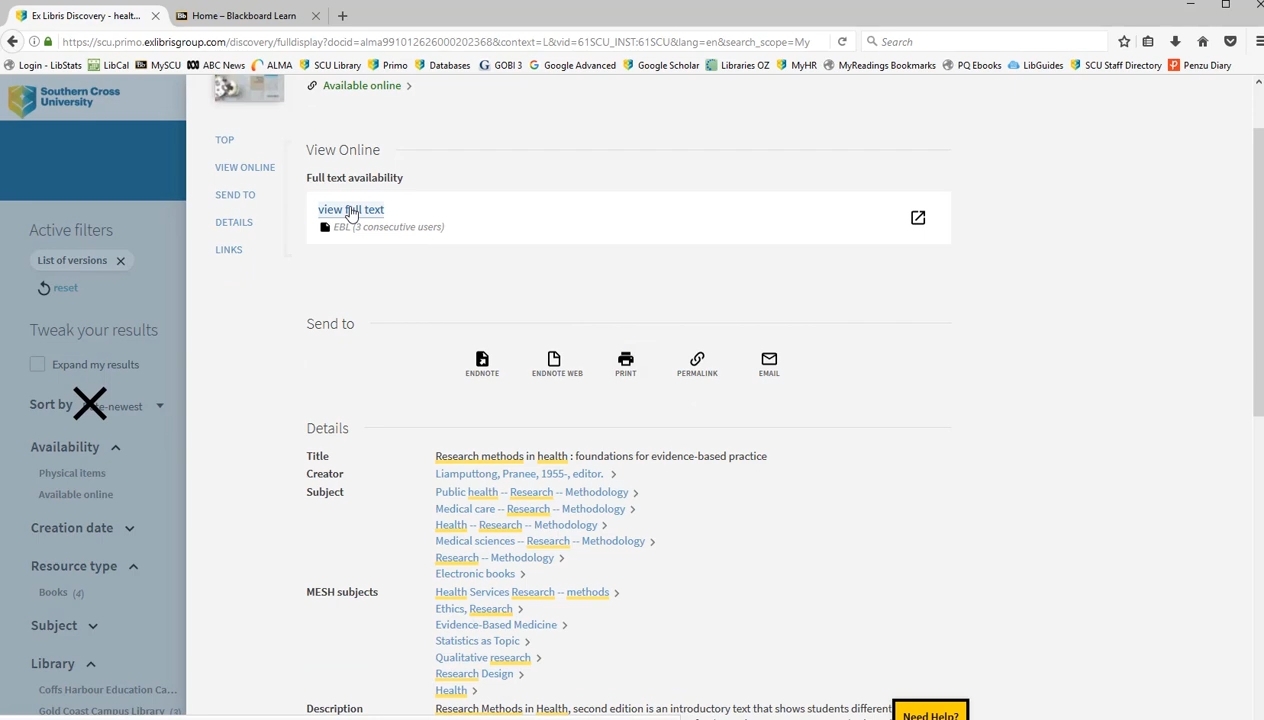 Ex Libris Discovery - healt...
Home – Blackboard Learn
https://scu.primo.exlibrisgroup.com/discovery/fulldisplay?docid=alma991012626000202368&context=L&vid=61SCU_INST:61SCU&lang=en&search_scope=My
Search
Login - LibStats LibCal MySCU ABC News ALMA SCU Library Primo Databases GOBI 3 Google Advanced Google Scholar Libraries OZ MyHR MyReadings Bookmarks PQ Ebooks LibGuides SCU Staff Directory Penzu Diary
Southern Cross
University
Available online
TOP
VIEW ONLINE
SEND TO
DETAILS
LINKS
View Online
Full text availability
view full text
EBL (3 consecutive users)
Active filters
List of versions
reset
Tweak your results
Expand my results
Sort by
-newest
Availability
Physical items
Available online
Creation date
Resource type
Books (4)
Subject
Library
Coffs Harbour Education Ca...
Gold Coast Campus Library
Send to
ENDNOTE
ENDNOTE WEB
PRINT
PERMALINK
EMAIL
Details
Title Research methods in health : foundations for evidence-based practice
Creator Liamputtong, Pranee, 1955-, editor.
Subject Public health -- Research -- Methodology
Medical care -- Research -- Methodology
Health -- Research -- Methodology
Medical sciences -- Research -- Methodology
Research -- Methodology
Electronic books
MESH subjects Health Services Research -- methods
Ethics, Research
Evidence-Based Medicine
Statistics as Topic
Qualitative research
Research Design
Health
Description Research Methods in Health, second edition is an introductory text that shows students different
Need Help?